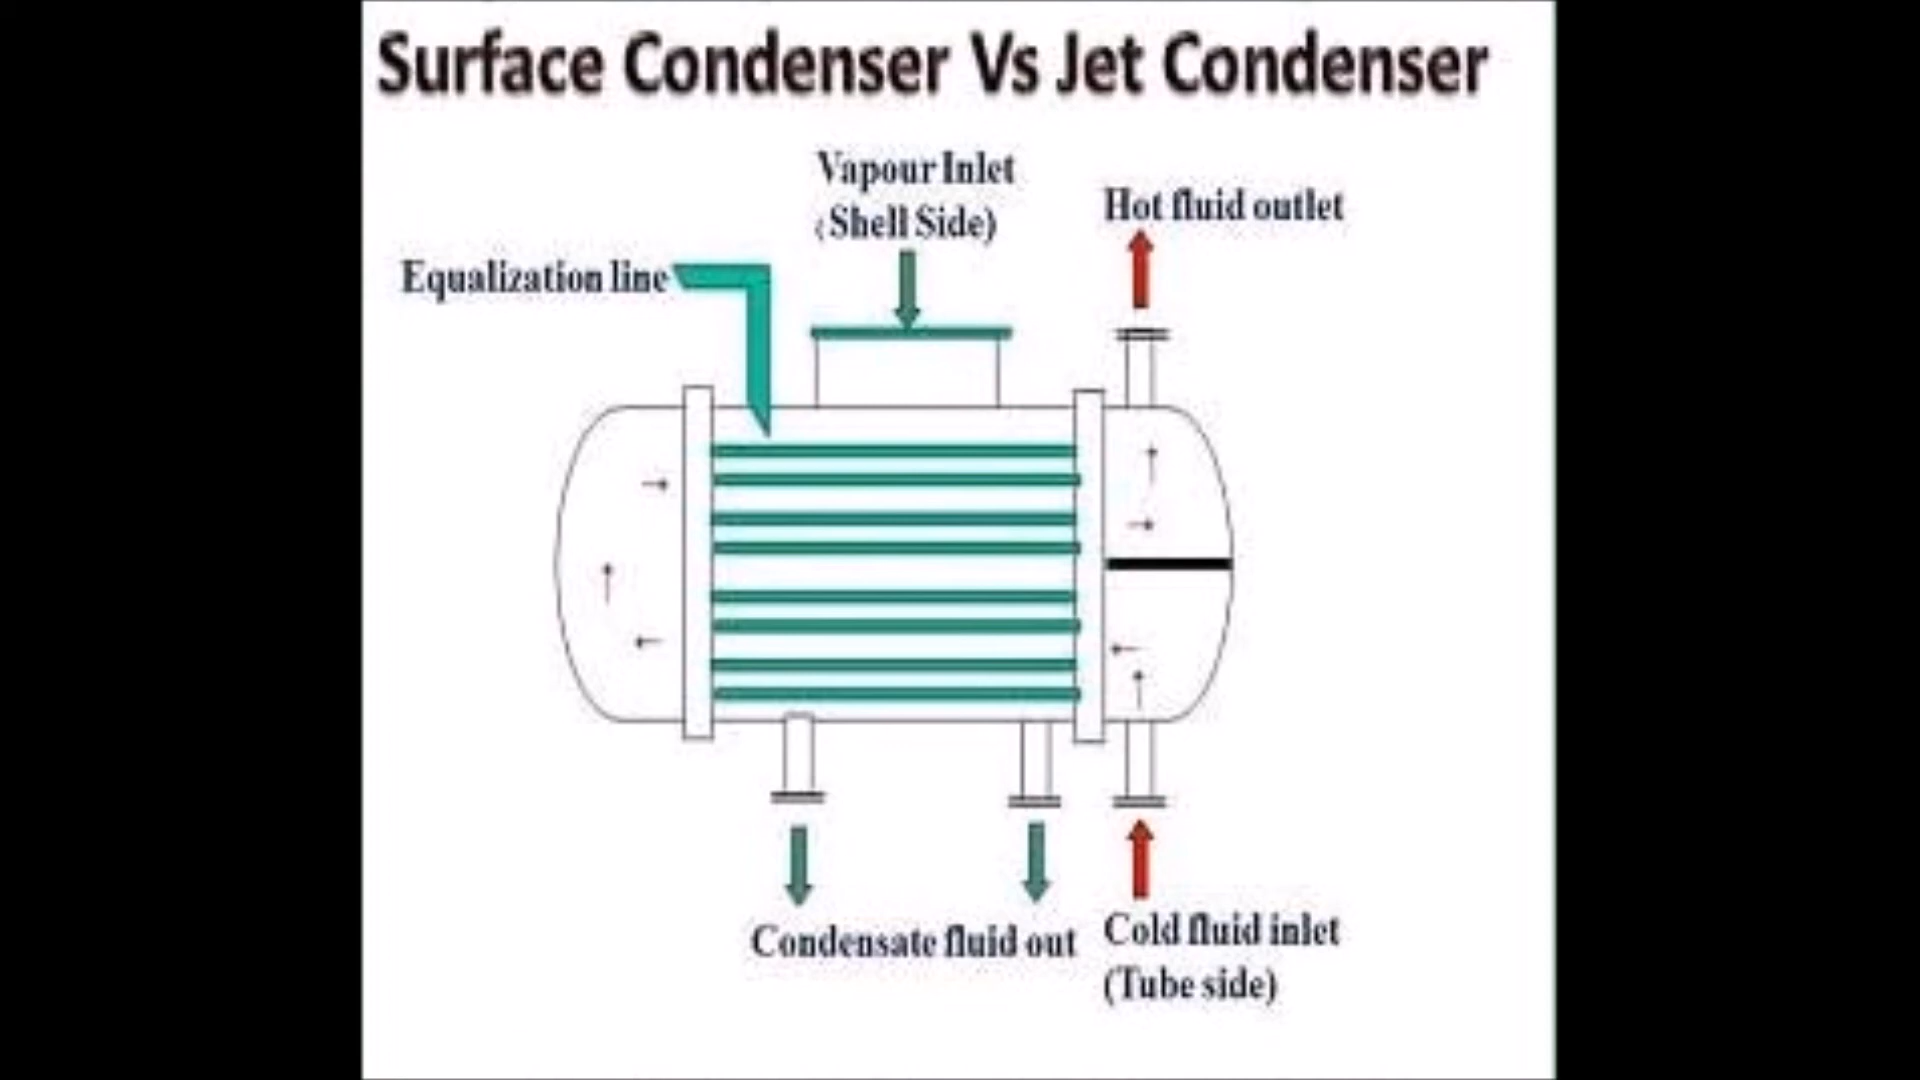 Surface Condenser Vs Jet Condenser
Vapour Inlet
(Shell Side)
Hot fluid outlet
Equalization line
Condensate fluid out
Cold fluid inlet
(Tube side)